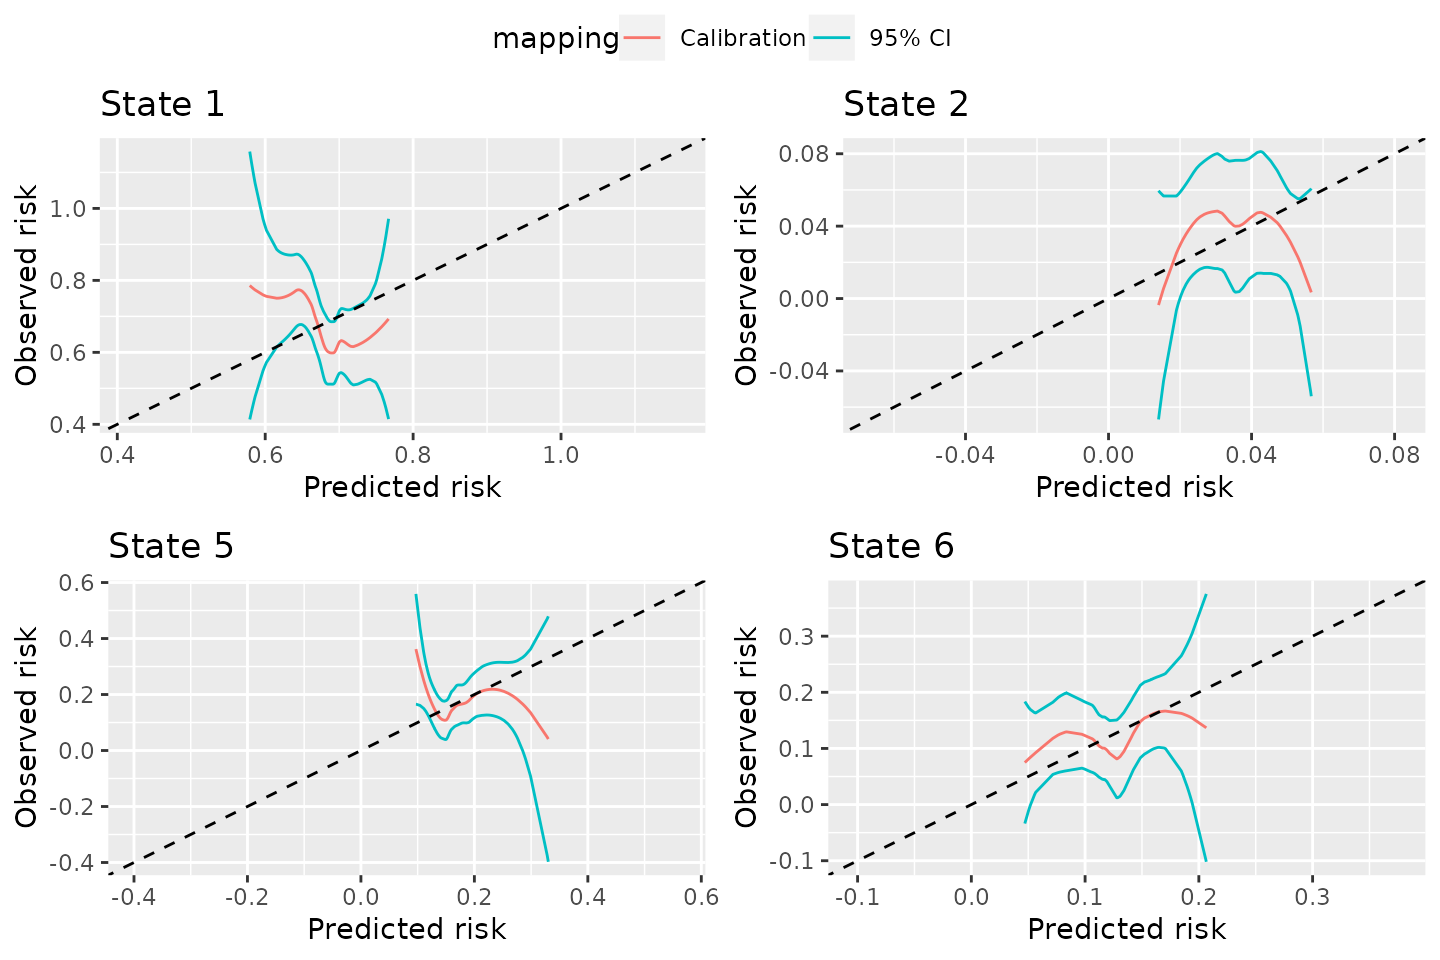 mapping Calibration 95% CI
State 1
Observed risk
1.0
0.8
0.6
0.4
0.4 0.6 0.8 1.0
Predicted risk
State 2
Observed risk
0.08
0.04
0.00
-0.04
-0.04 0.00 0.04 0.08
Predicted risk
State 5
Observed risk
0.6
0.4
0.2
0.0
-0.2
-0.4
-0.4 -0.2 0.0 0.2 0.4 0.6
Predicted risk
State 6
Observed risk
0.3
0.2
0.1
0.0
-0.1
-0.1 0.0 0.1 0.2 0.3
Predicted risk